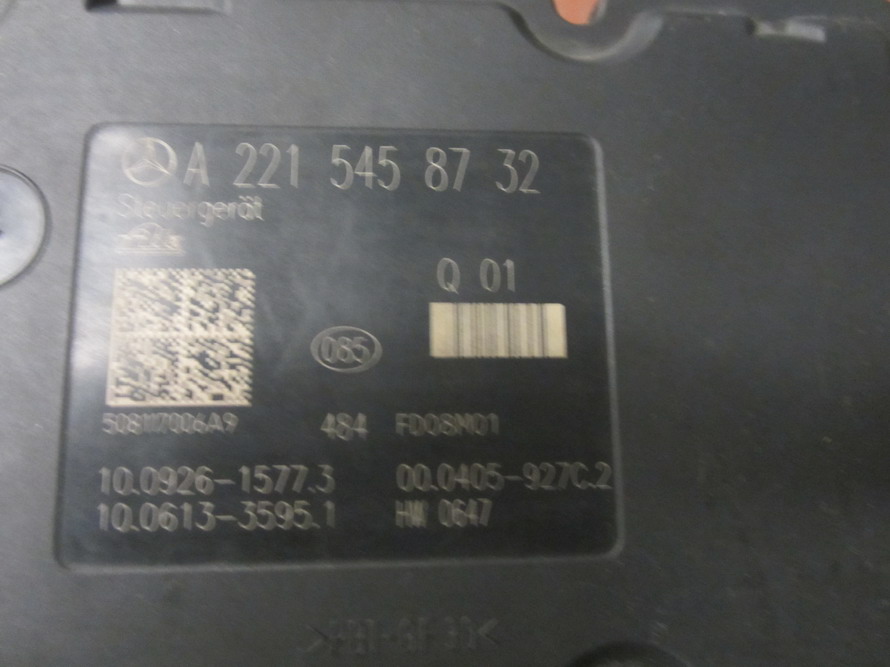 A 221 545 87 32
Steuergerät
Q 01
085
508117006A9 484 FD08M01
10.0926-1577.3 00.0405-927C.2
10.0613-3595.1 HW 0647